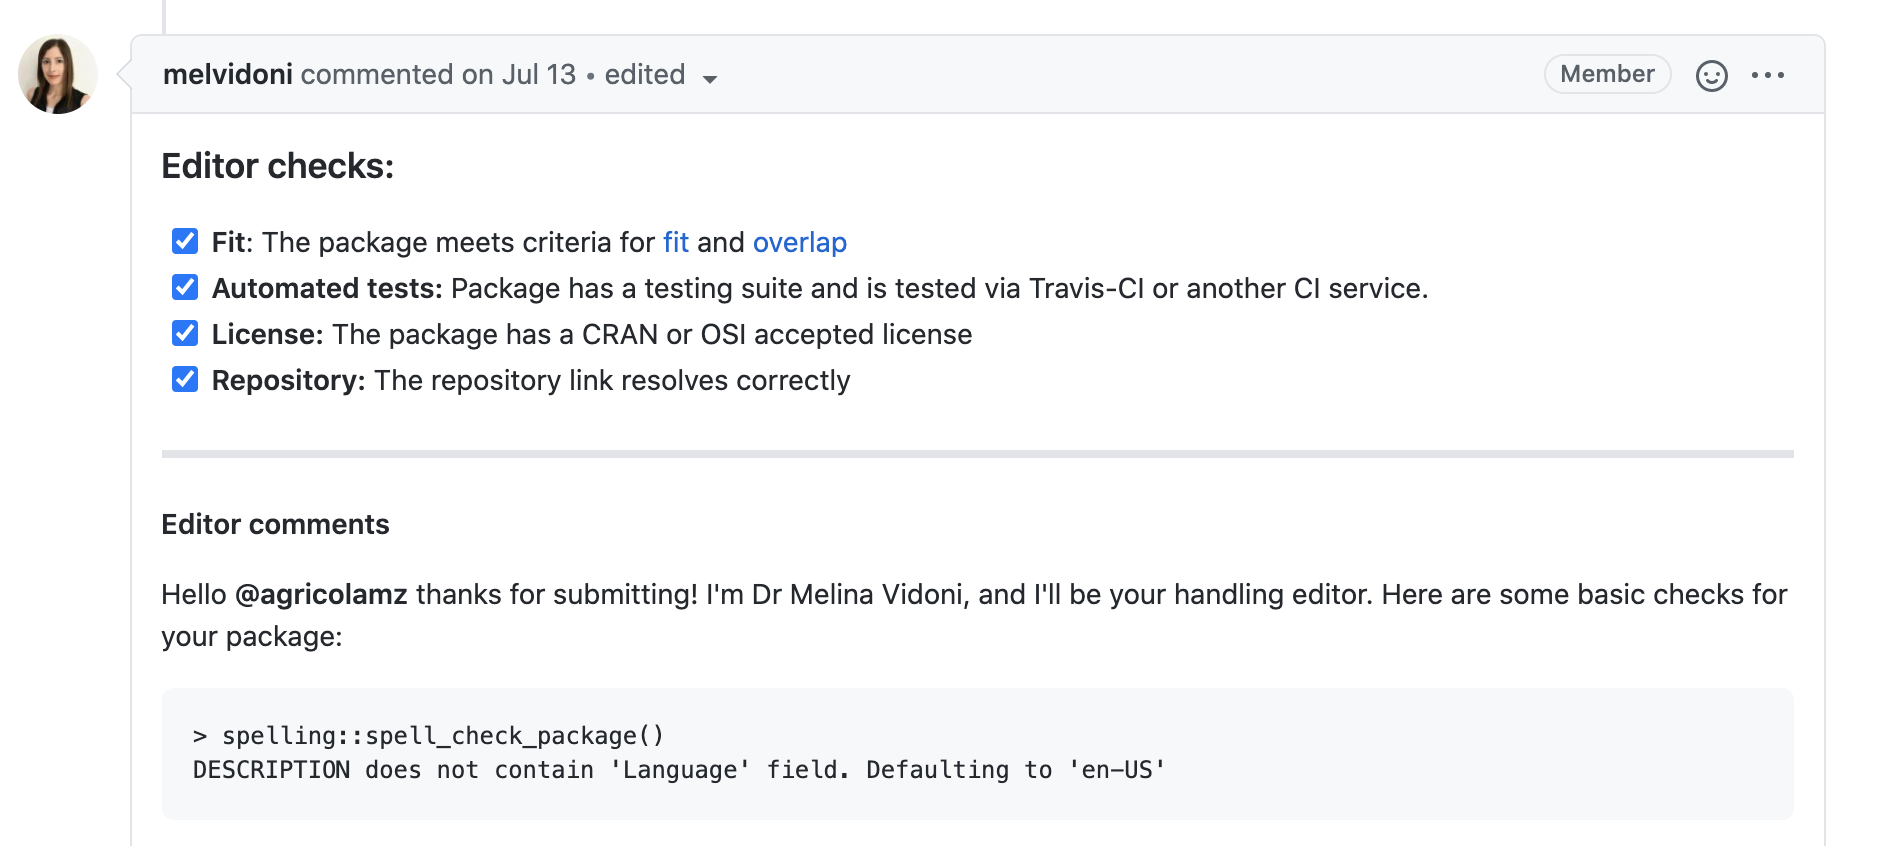 melvidoni commented on Jul 13 • edited
Member
Editor checks:
Fit: The package meets criteria for fit and overlap
Automated tests: Package has a testing suite and is tested via Travis-CI or another CI service.
License: The package has a CRAN or OSI accepted license
Repository: The repository link resolves correctly
Editor comments
Hello @agricolamz thanks for submitting! I'm Dr Melina Vidoni, and I'll be your handling editor. Here are some basic checks for
your package:
> spelling::spell_check_package()
DESCRIPTION does not contain 'Language' field. Defaulting to 'en-US'